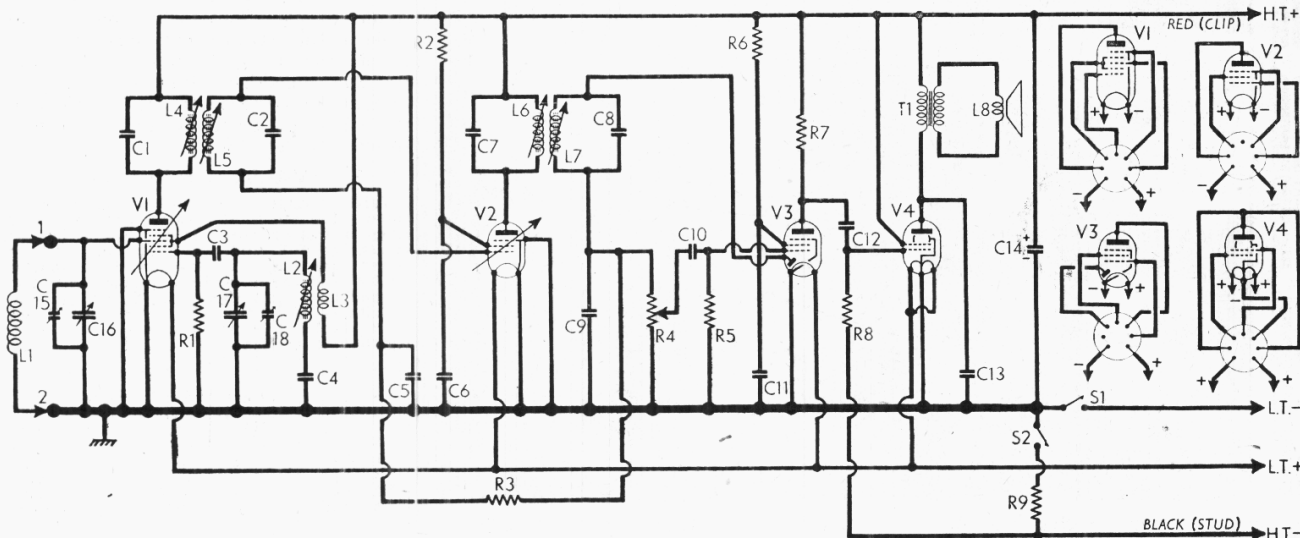 H.T.+
RED (CLIP)
V1
V2
R2
R6
L4
C1
C2
L5
L6
C7
C8
L7
R7
T1
L8
V1
1
C3
L2
L3
C
15
C16
R1
C
17
C
18
L1
C4
2
V2
C5
C6
R3
C9
R4
C10
R5
V3
C11
C12
V4
R8
C13
C14
+
-
V3
V4
+
-
S1
L.T.-
S2
L.T.+
R9
BLACK (STUD)
H.T.-